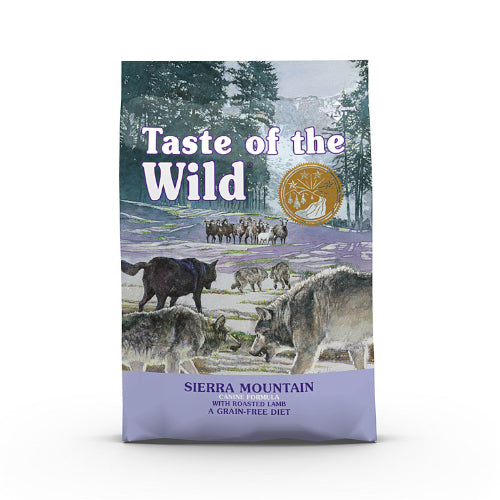 Taste of the
Wild®
SIERRA MOUNTAIN
CANINE FORMULA
WITH ROASTED LAMB
A GRAIN-FREE DIET